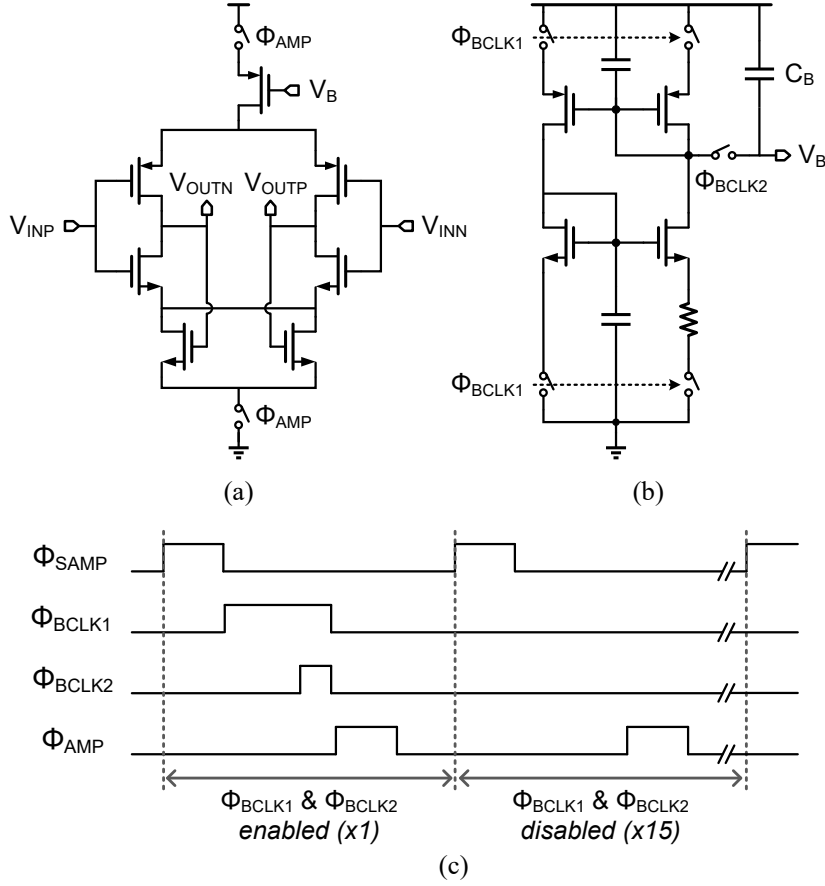 Φ_AMP
V_B
V_OUTN V_OUTP
V_INP V_INN
Φ_AMP
(a)
Φ_BCLK1
C_B
V_B
Φ_BCLK2
Φ_BCLK1
(b)
Φ_SAMP
Φ_BCLK1
Φ_BCLK2
Φ_AMP
Φ_BCLK1 & Φ_BCLK2
enabled (x1)
Φ_BCLK1 & Φ_BCLK2
disabled (x15)
(c)